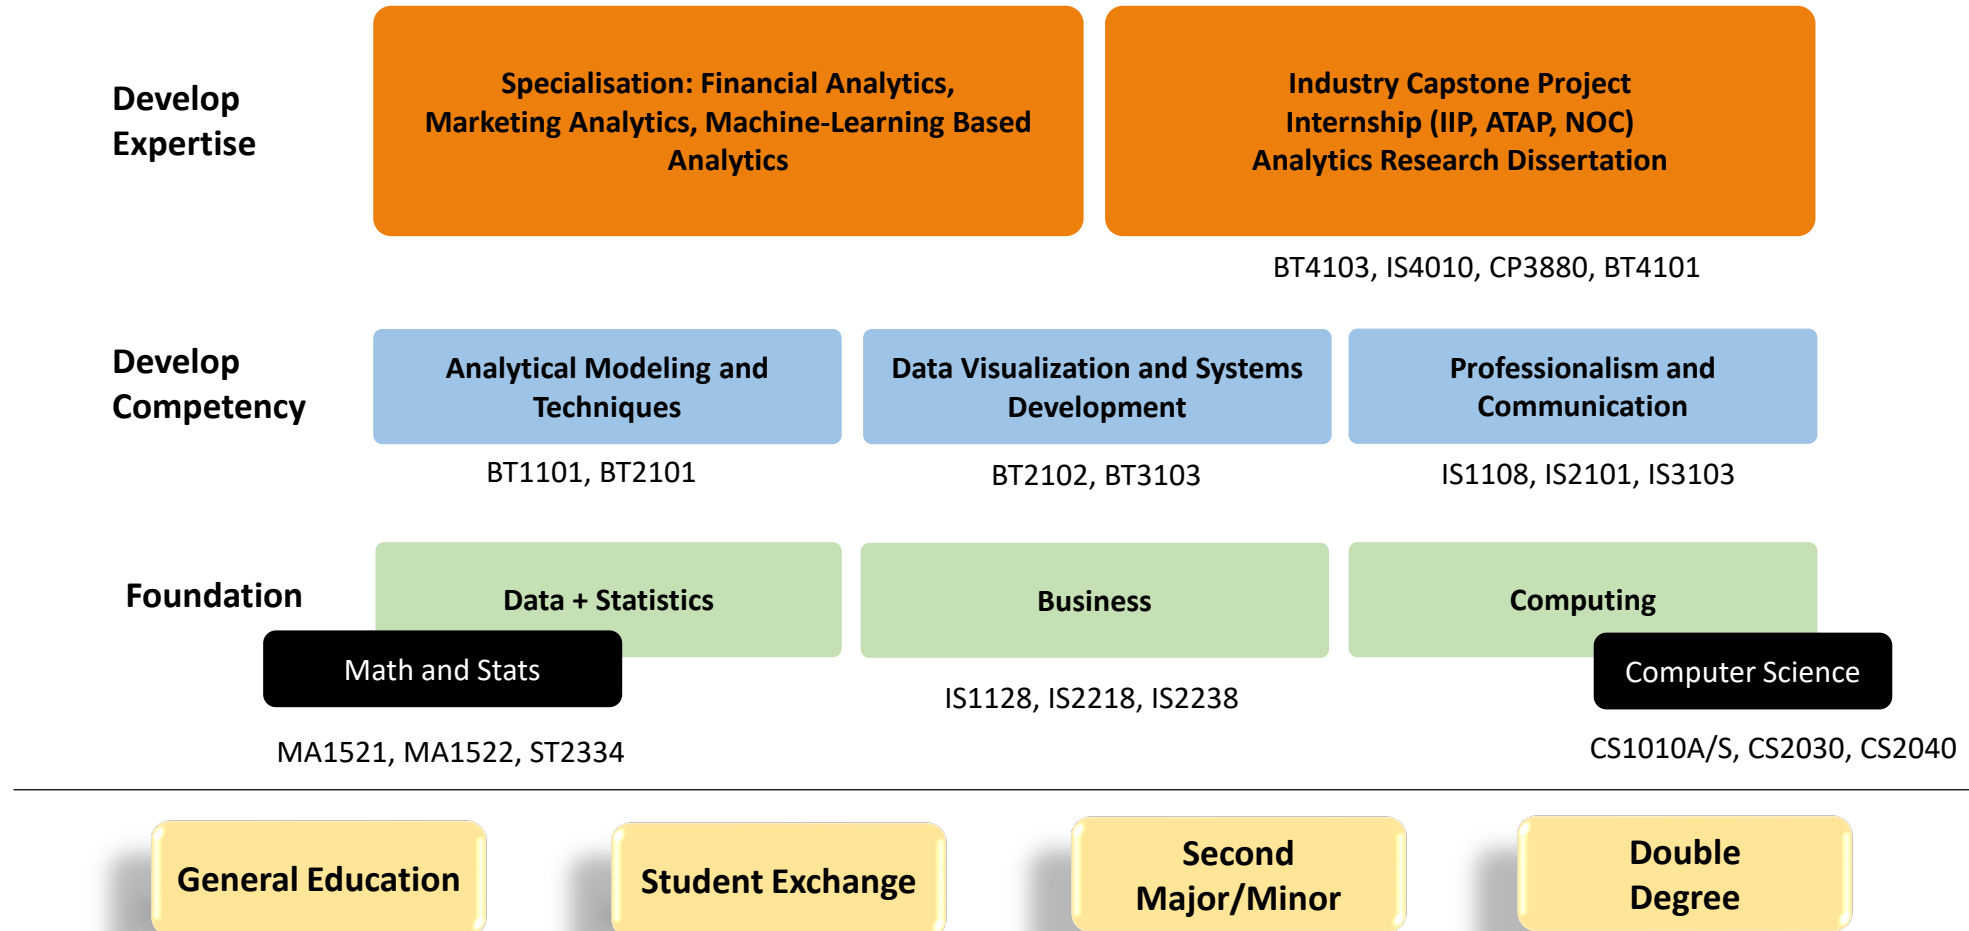 Develop
Expertise
Specialisation: Financial Analytics,
Marketing Analytics, Machine-Learning Based
Analytics
Industry Capstone Project
Internship (IIP, ATAP, NOC)
Analytics Research Dissertation
BT4103, IS4010, CP3880, BT4101
Develop
Competency
Analytical Modeling and
Techniques
BT1101, BT2101
Data Visualization and Systems
Development
BT2102, BT3103
Professionalism and
Communication
IS1108, IS2101, IS3103
Foundation
Data + Statistics
Math and Stats
MA1521, MA1522, ST2334
Business
IS1128, IS2218, IS2238
Computing
Computer Science
CS1010A/S, CS2030, CS2040
General Education
Student Exchange
Second
Major/Minor
Double
Degree